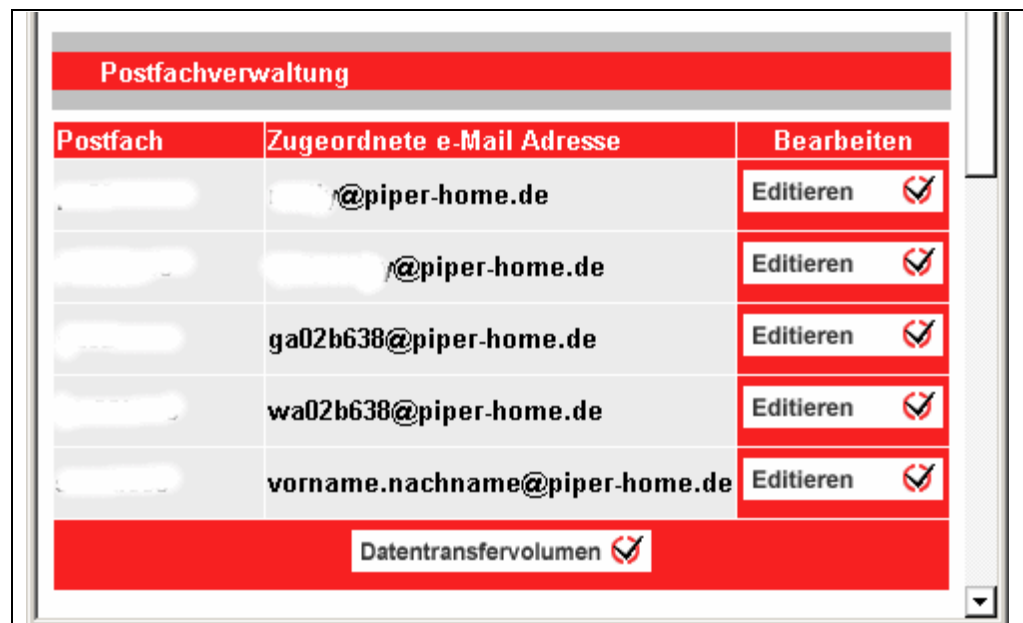 Postfachverwaltung
Postfach Zugeordnete e-Mail Adresse Bearbeiten
@piper-home.de Editieren
@piper-home.de Editieren
ga02b638@piper-home.de Editieren
wa02b638@piper-home.de Editieren
vorname.nachname@piper-home.de Editieren
Datentransfervolumen